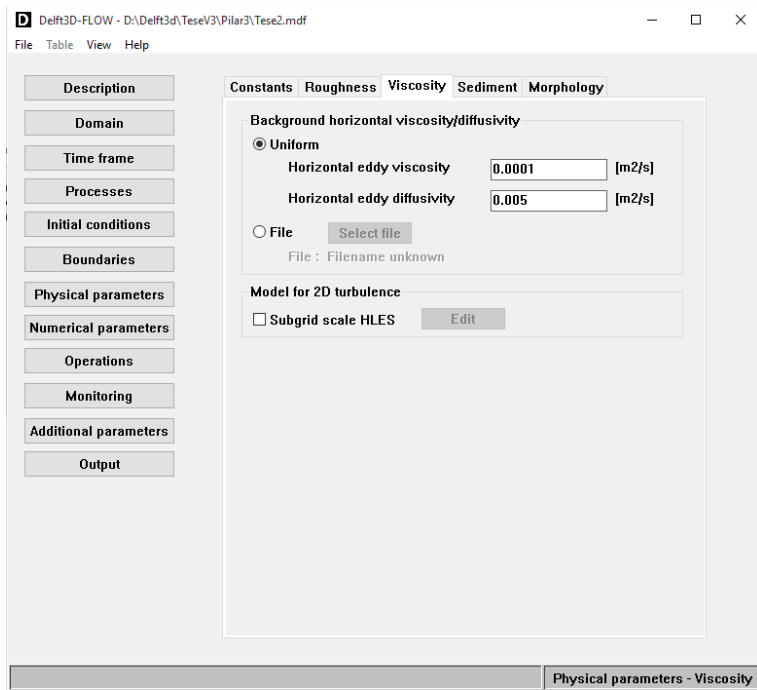 D Delft3D-FLOW - D:\Delft3d\TeseV3\Pilar3\Tese2.mdf
File Table View Help
Description
Domain
Time frame
Processes
Initial conditions
Boundaries
Physical parameters
Numerical parameters
Operations
Monitoring
Additional parameters
Output
Constants Roughness Viscosity Sediment Morphology
Background horizontal viscosity/diffusivity
Uniform
Horizontal eddy viscosity 0.0001 [m2/s]
Horizontal eddy diffusivity 0.005 [m2/s]
File Select file
File : Filename unknown
Model for 2D turbulence
Subgrid scale HLES Edit
Physical parameters - Viscosity